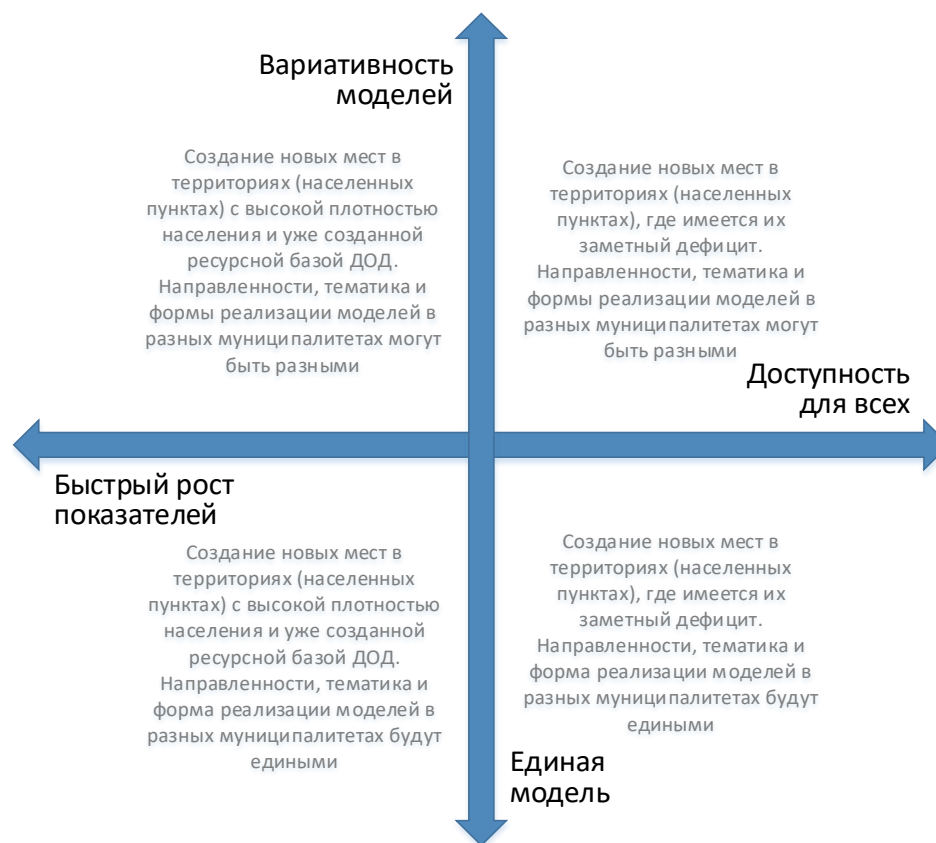 Вариативность
моделей
Создание новых мест в
территориях (населенных
пунктах) с высокой плотностью
населения и уже созданной
ресурсной базой ДОД.
Направленности, тематика и
формы реализации моделей в
разных муниципалитетах могут
быть разными
Создание новых мест в
территориях (населенных
пунктах), где имеется их
заметный дефицит.
Направленности, тематика и
формы реализации моделей в
разных муниципалитетах могут
быть разными
Доступность
для всех
Быстрый рост
показателей
Создание новых мест в
территориях (населенных
пунктах) с высокой плотностью
населения и уже созданной
ресурсной базой ДОД.
Направленности, тематика и
форма реализации моделей в
разных муниципалитетах будут
едиными
Создание новых мест в
территориях (населенных
пунктах), где имеется их
заметный дефицит.
Направленности, тематика и
форма реализации моделей в
разных муниципалитетах будут
едиными
Единая
модель